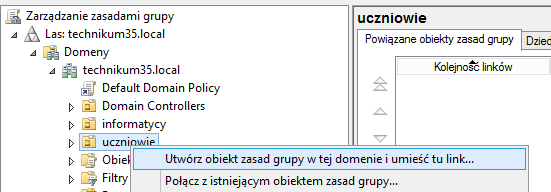 Zarządzanie zasadami grupy
Las: technikum35.local
Domeny
technikum35.local
Default Domain Policy
Domain Controllers
informatycy
uczniowie
Obiek
Filtry
uczniowie
Powiązane obiekty zasad grupy
Dzied
Kolejność linków
Utwórz obiekt zasad grupy w tej domenie i umieść tu link...
Połącz z istniejącym obiektem zasad grupy...